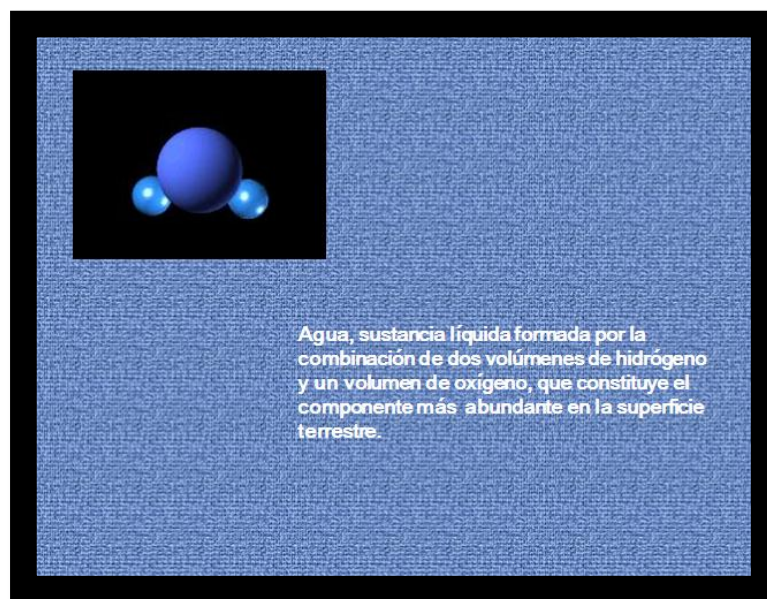 Agua, sustancia líquida formada por la
combinación de dos volúmenes de hidrógeno
y un volumen de oxígeno, que constituye el
componente más abundante en la superficie
terrestre.